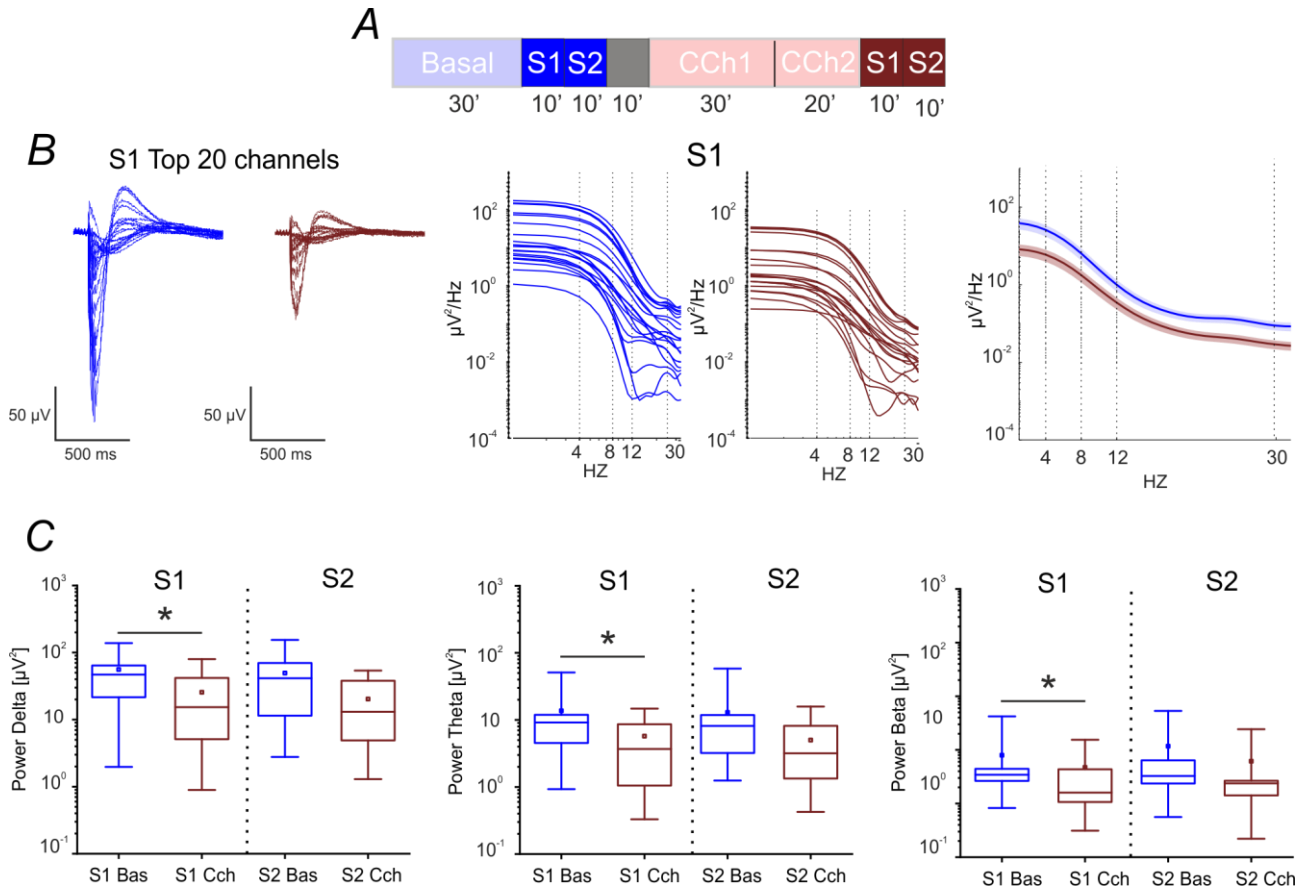 A
Basal S1 S2 CCh1 CCh2 S1 S2
30' 10' 10' 10' 30' 20' 10' 10'
B
S1 Top 20 channels
50 µV
500 ms
50 µV
500 ms
S1
µV²/Hz
10²
10⁰
10⁻²
10⁻⁴
4 8 12 30
HZ
µV²/Hz
10²
10⁰
10⁻²
10⁻⁴
4 8 12 30
HZ
µV²/Hz
10²
10⁰
10⁻²
10⁻⁴
4 8 12 30
HZ
C
S1 S2
Power Delta [µV²]
10³
10²
10
10⁰
10⁻¹
*
S1 Bas S1 Cch S2 Bas S2 Cch
S1 S2
Power Theta [µV²]
10³
10²
10
10⁰
10⁻¹
*
S1 Bas S1 Cch S2 Bas S2 Cch
S1 S2
Power Beta [µV²]
10³
10²
10
10⁰
10⁻¹
*
S1 Bas S1 Cch S2 Bas S2 Cch